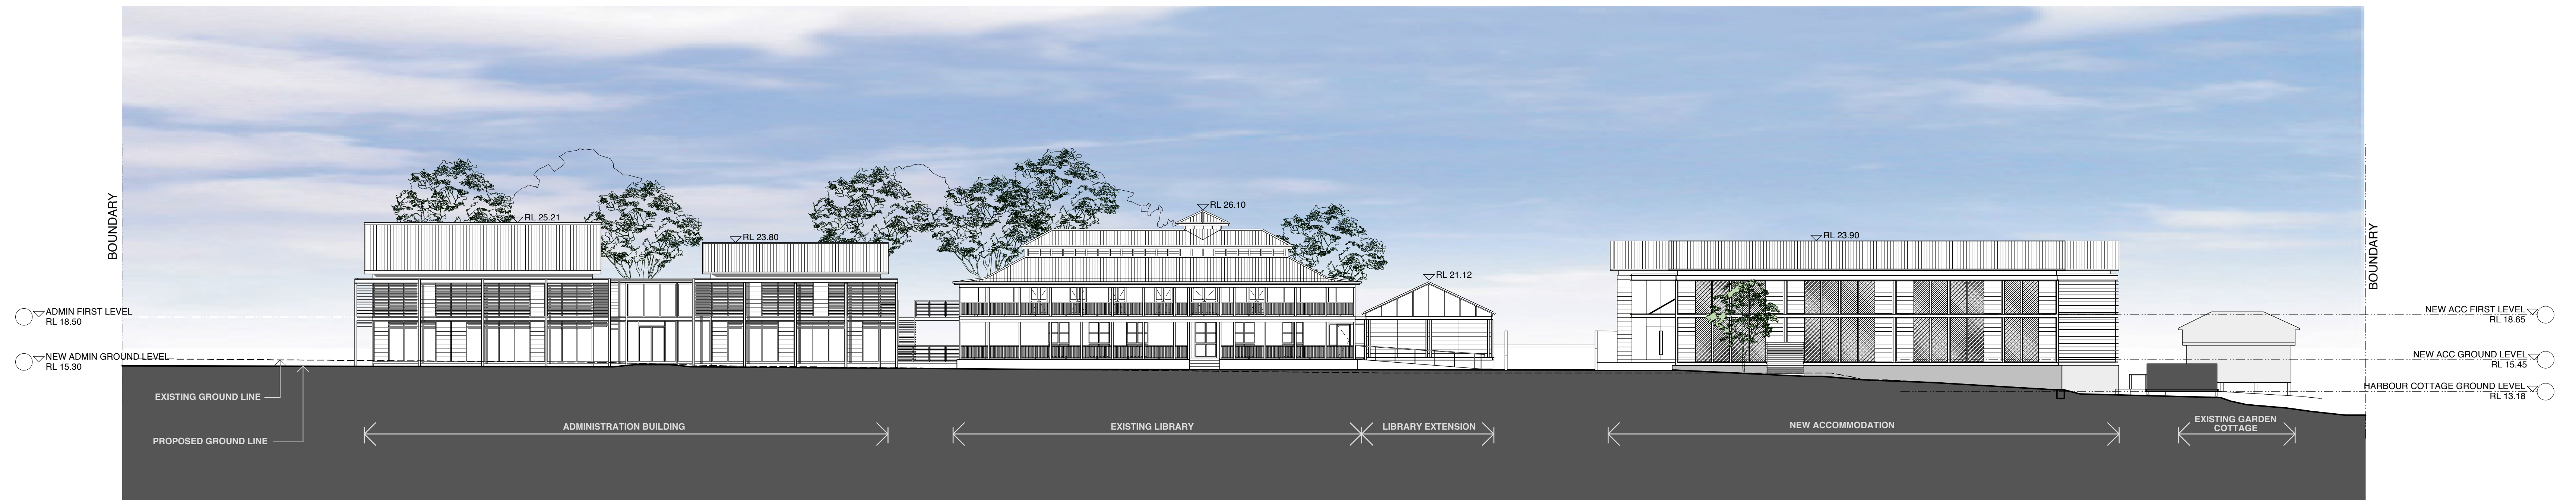 BOUNDARY
RL 25.21
RL 23.80
RL 26.10
RL 21.12
RL 23.90
BOUNDARY
ADMIN FIRST LEVEL
RL 18.50
NEW ADMIN GROUND LEVEL
RL 15.30
NEW ACC FIRST LEVEL
RL 18.65
NEW ACC GROUND LEVEL
RL 15.45
HARBOUR COTTAGE GROUND LEVEL
RL 13.18
EXISTING GROUND LINE
PROPOSED GROUND LINE
ADMINISTRATION BUILDING
EXISTING LIBRARY
LIBRARY EXTENSION
NEW ACCOMMODATION
EXISTING GARDEN
COTTAGE